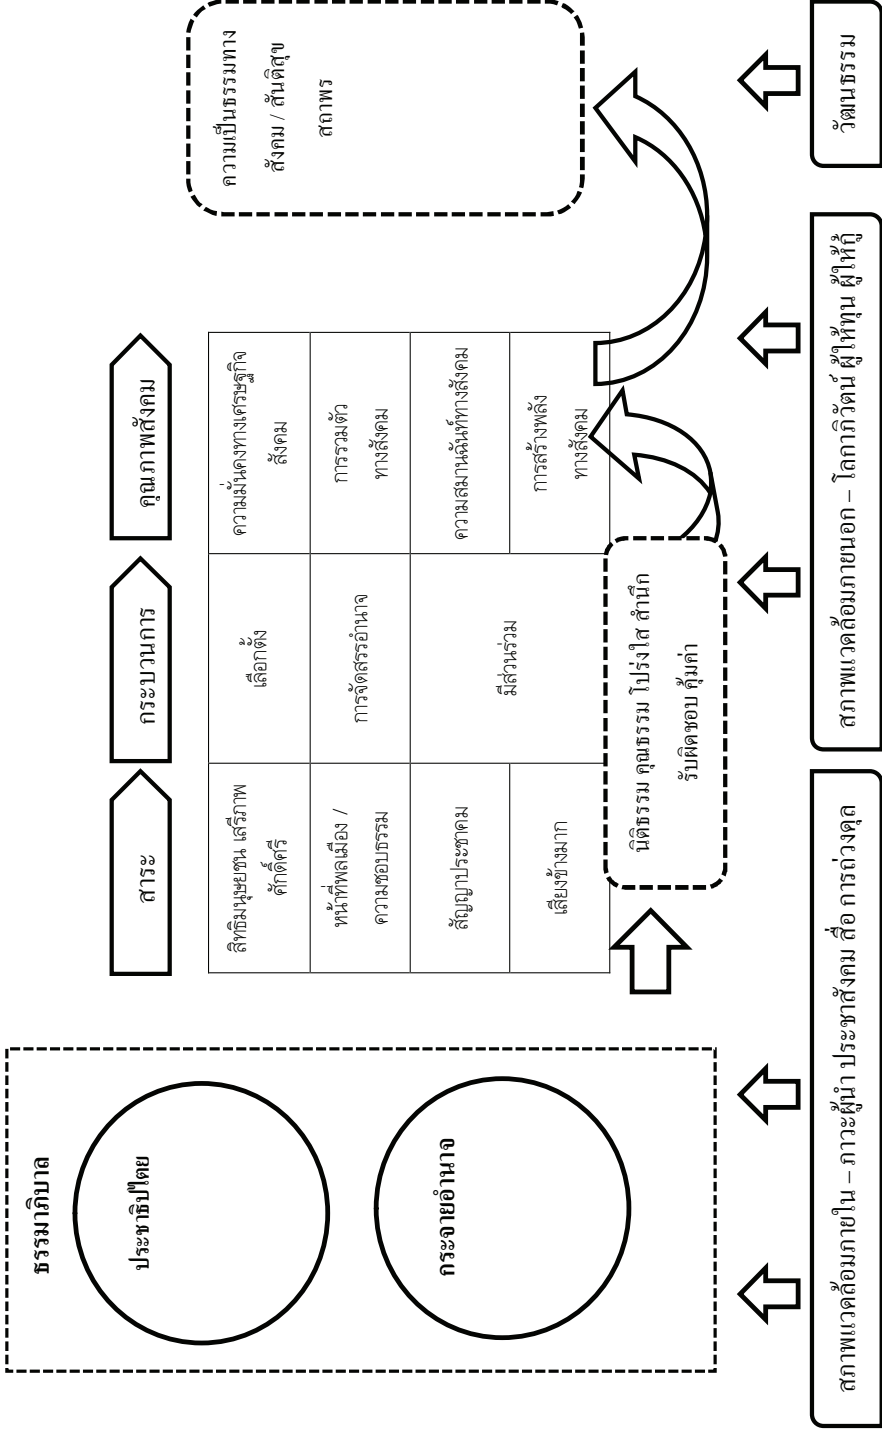 ธรรมาภิบาล
ประชาธิปไตย
กระจายอำนาจ
สาระ
กระบวนการ
คุณภาพสังคม
สิทธิมนุษยชน เสรีภาพ
ศักดิ์ศรี
เลือกตั้ง
ความมั่นคงทางเศรษฐกิจ
สังคม
หน้าที่พลเมือง /
ความชอบธรรม
การจัดสรรอำนาจ
การรวมตัว
ทางสังคม
สัญญาประชาคม
มีส่วนร่วม
ความสมานฉันท์ทางสังคม
เสียงข้างมาก
การสร้างพลัง
ทางสังคม
นิติธรรม คุณธรรม โปร่งใส สำนึก
รับผิดชอบ คุ้มค่า
ความเป็นธรรมทาง
สังคม / สันติสุข
สถาพร
สภาพแวดล้อมภายใน – ภาวะผู้นำ ประชาสังคม สื่อ การถ่วงดุล
สภาพแวดล้อมภายนอก – โลกาภิวัตน์ ผู้ให้ทุน ผู้ให้กู้
วัฒนธรรม